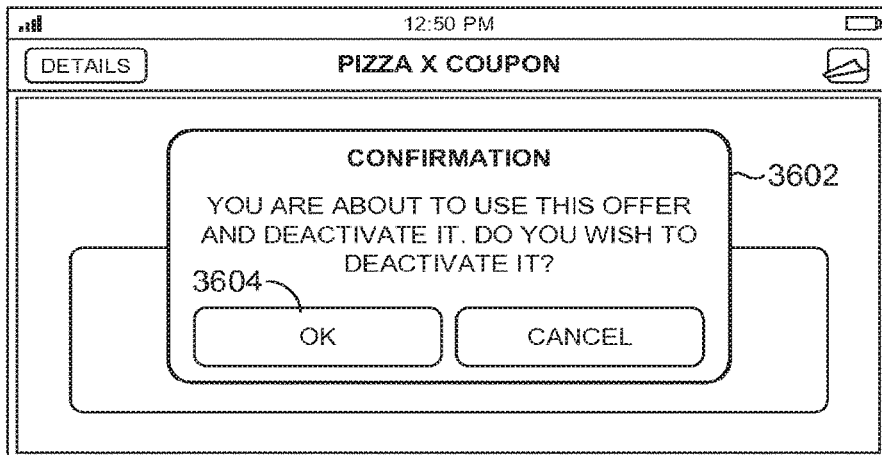 12:50 PM
DETAILS
PIZZA X COUPON
CONFIRMATION
3602
YOU ARE ABOUT TO USE THIS OFFER
AND DEACTIVATE IT. DO YOU WISH TO
DEACTIVATE IT?
3604
OK
CANCEL